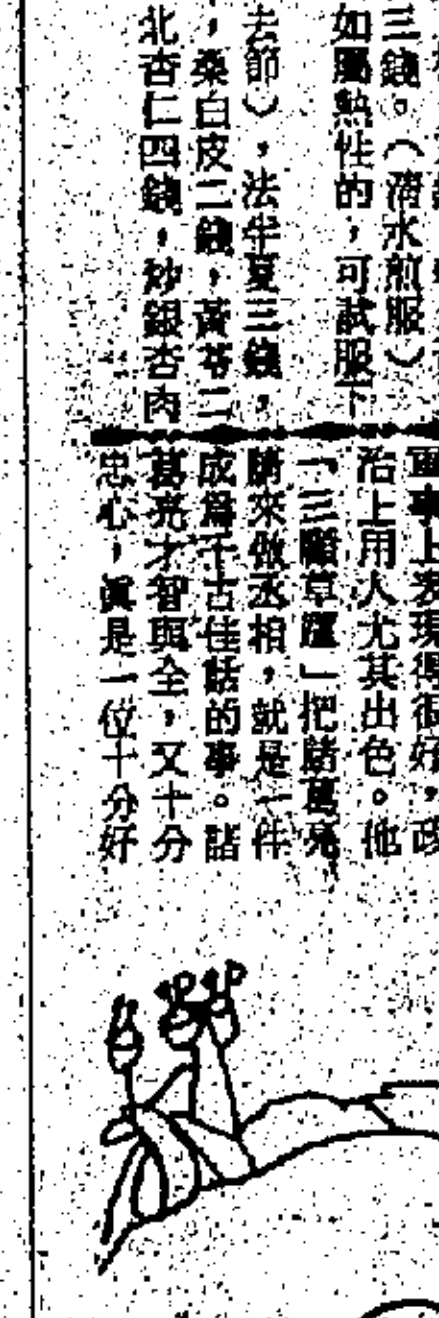 三錢。（清水煎服）
如屬熱性的，可試服下
去節），法半夏三錢，
，桑白皮二錢，黃芩二
北杏仁四錢，炒銀杏肉
軍事上表現得很好，政
治上用人尤其出色。他
「三顧草蘆」把諸葛亮
請來做丞相，就是一件
成爲千古佳話的事。諸
葛亮才智與全，又十分
忠心，眞是一位十分好